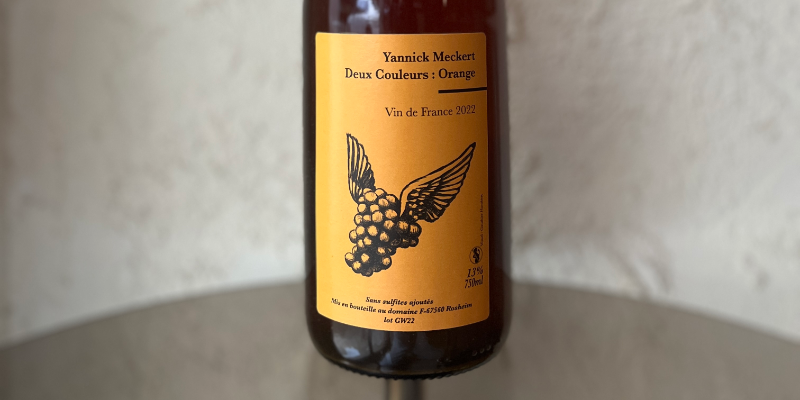 Yannick Meckert
Deux Couleurs : Orange
Vin de France 2022
13%
750ml
Sans sulfites ajoutés
Mis en bouteille au domaine F-67560 Rosheim
lot GW22